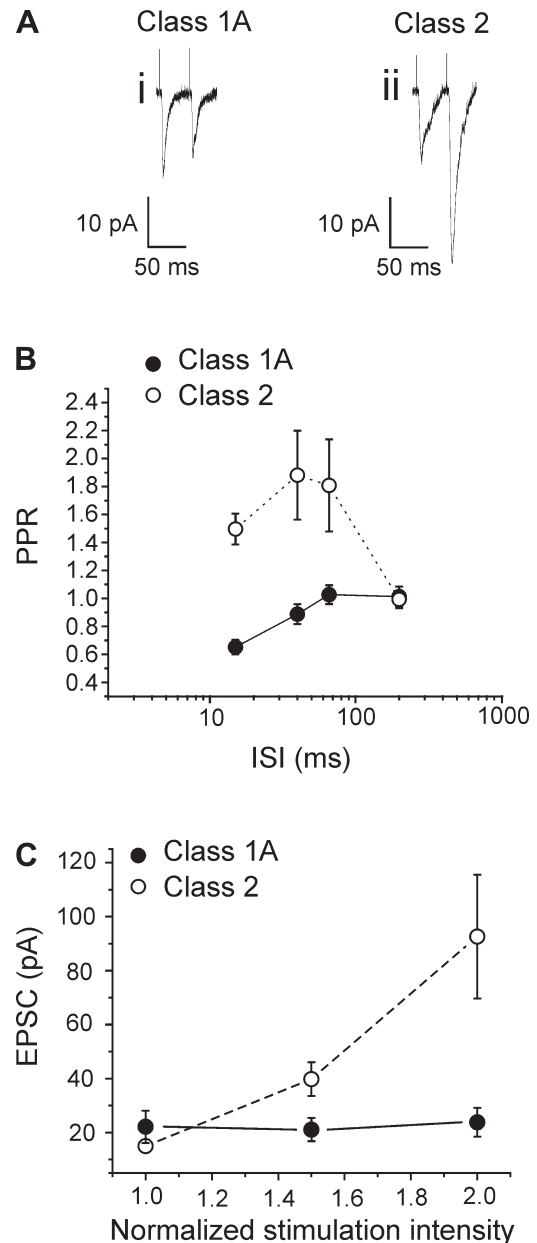 A
Class 1A
Class 2
i
ii
10 pA
50 ms
10 pA
50 ms
B
Class 1A
Class 2
2.4
2.2
2.0
1.8
1.6
1.4
1.2
1.0
0.8
0.6
0.4
PPR
10
100
1000
ISI (ms)
C
Class 1A
Class 2
120
100
80
60
40
20
EPSC (pA)
1.0
1.2
1.4
1.6
1.8
2.0
Normalized stimulation intensity